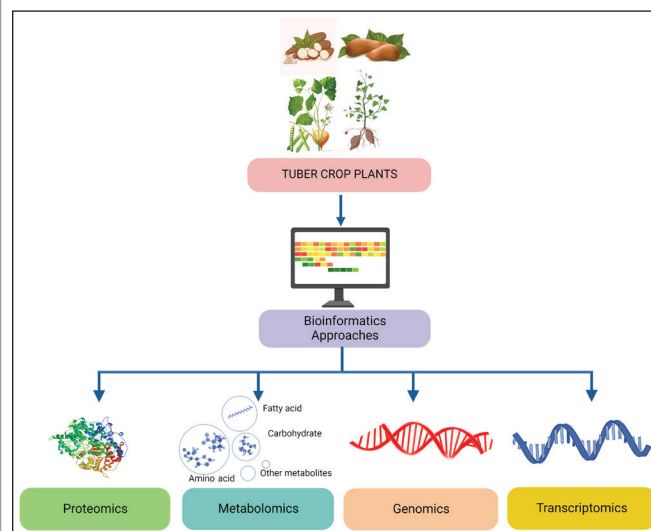 TUBER CROP PLANTS
Bioinformatics
Approaches
Fatty acid
Carbohydrate
Amino acid
Other metabolites
Proteomics
Metabolomics
Genomics
Transcriptomics